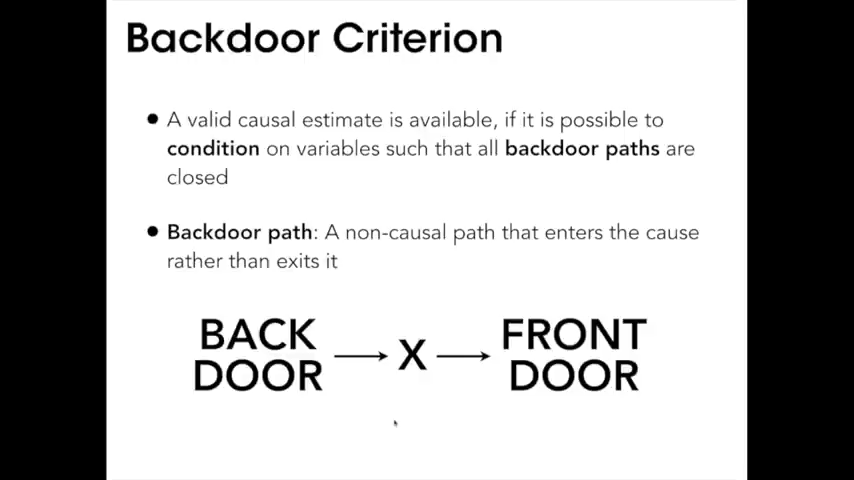 Backdoor Criterion
• A valid causal estimate is available, if it is possible to
condition on variables such that all backdoor paths are
closed
• Backdoor path: A non-causal path that enters the cause
rather than exits it
BACK
DOOR
X
FRONT
DOOR